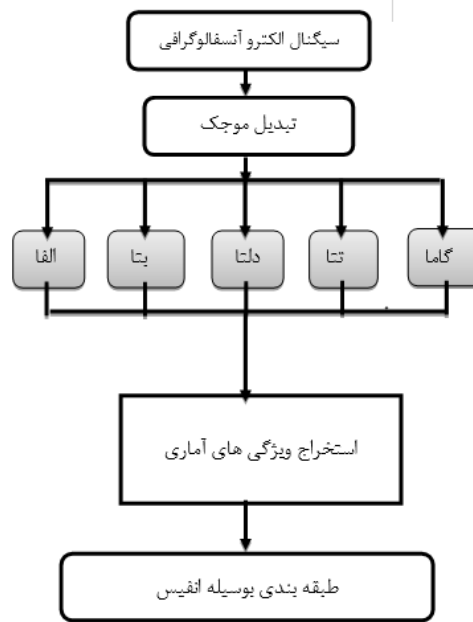 سیگنال الکترو آنسفالوگرافی
تبدیل موجک
گاما
تتا
دلتا
بتا
الفا
استخراج ویژگی های آماری
طبقه بندی بوسیله انفیس